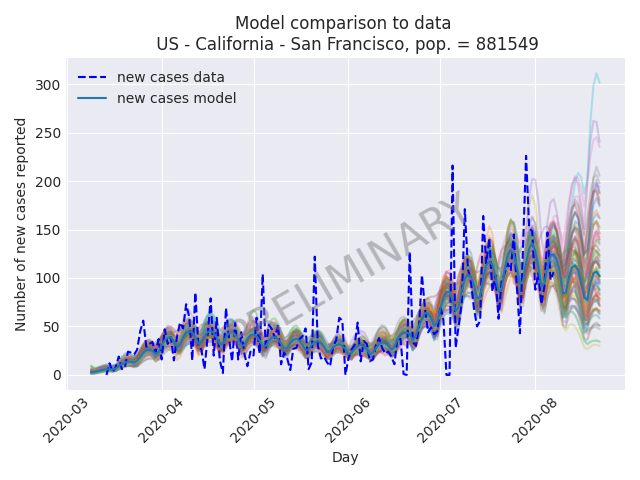 Model comparison to data
US - California - San Francisco, pop. = 881549
new cases data
new cases model
PRELIMINARY
Number of new cases reported
300
250
200
150
100
50
0
2020-03
2020-04
2020-05
2020-06
2020-07
2020-08
Day